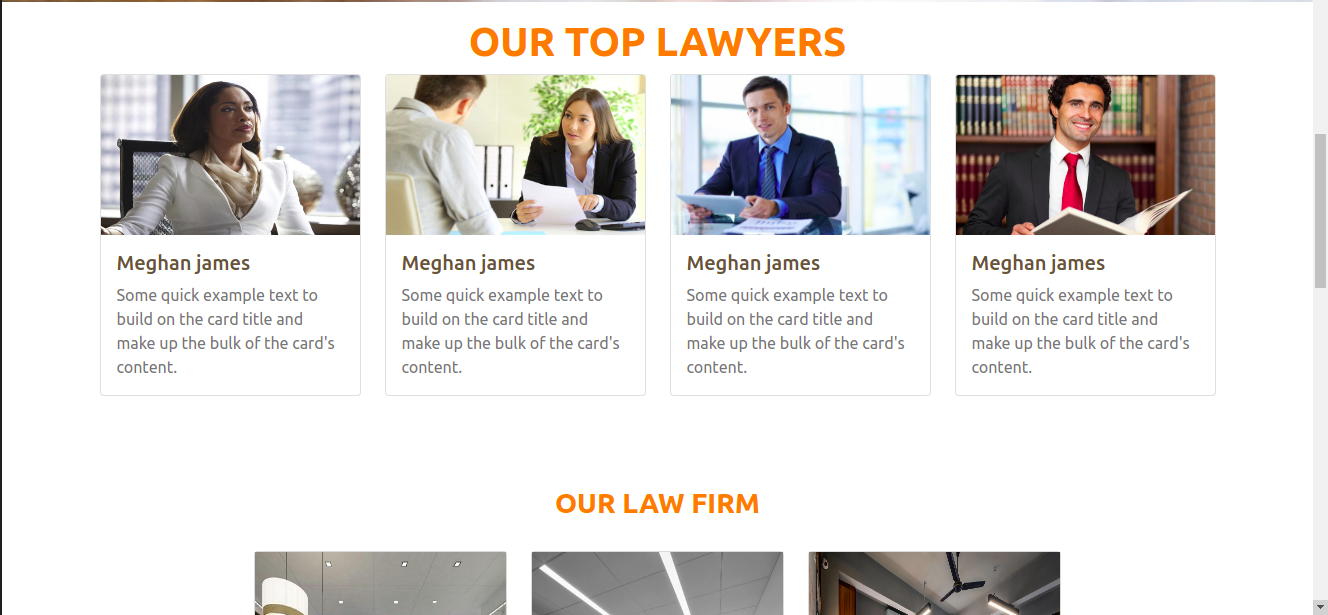 OUR TOP LAWYERS
Meghan james
Some quick example text to
build on the card title and
make up the bulk of the card's
content.
Meghan james
Some quick example text to
build on the card title and
make up the bulk of the card's
content.
Meghan james
Some quick example text to
build on the card title and
make up the bulk of the card's
content.
Meghan james
Some quick example text to
build on the card title and
make up the bulk of the card's
content.
OUR LAW FIRM